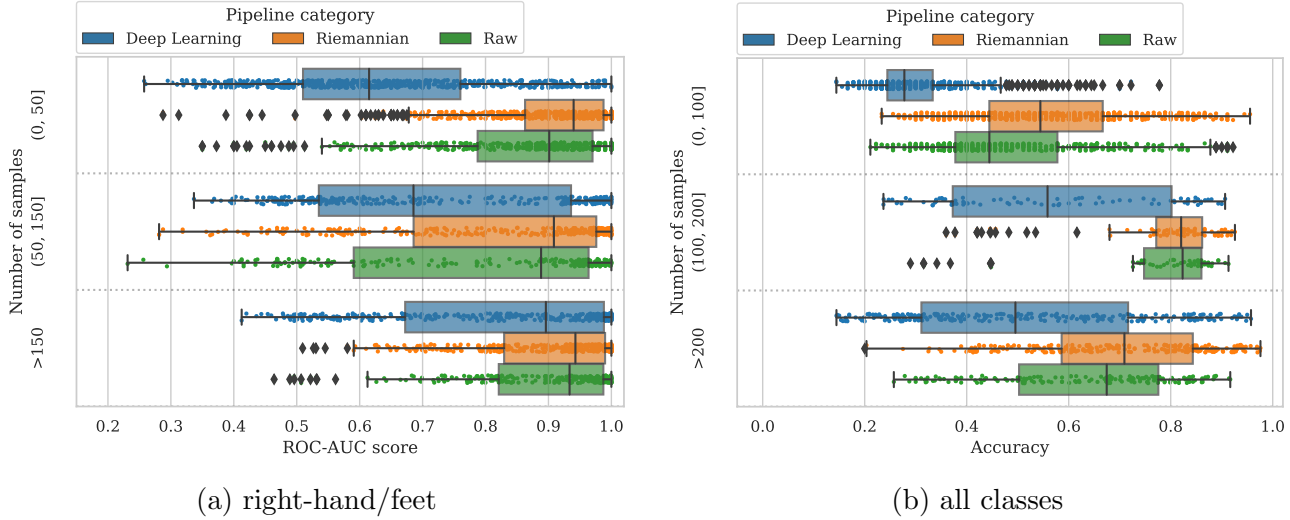 Pipeline category
Deep Learning Riemannian Raw
Number of samples
(0, 50]
(50, 150]
>150
0.2 0.3 0.4 0.5 0.6 0.7 0.8 0.9 1.0
ROC-AUC score
(a) right-hand/feet
Pipeline category
Deep Learning Riemannian Raw
Number of samples
(0, 100]
(100, 200]
>200
0.0 0.2 0.4 0.6 0.8 1.0
Accuracy
(b) all classes